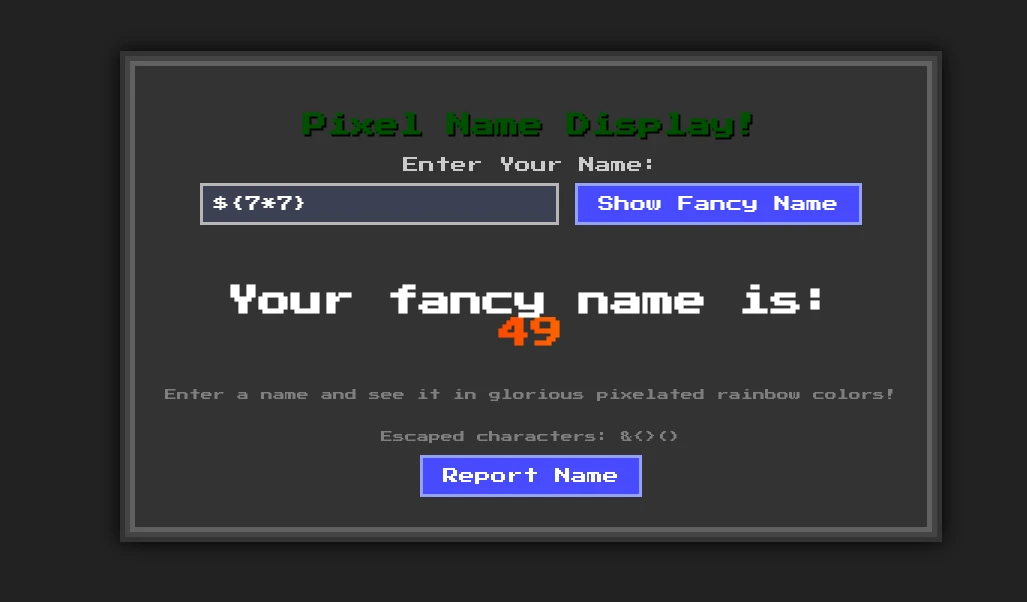 Pixel Name Display!
Enter Your Name:
${7*7}
Show Fancy Name
Your fancy name is:
49
Enter a name and see it in glorious pixelated rainbow colors!
Escaped characters: &<>()
Report Name